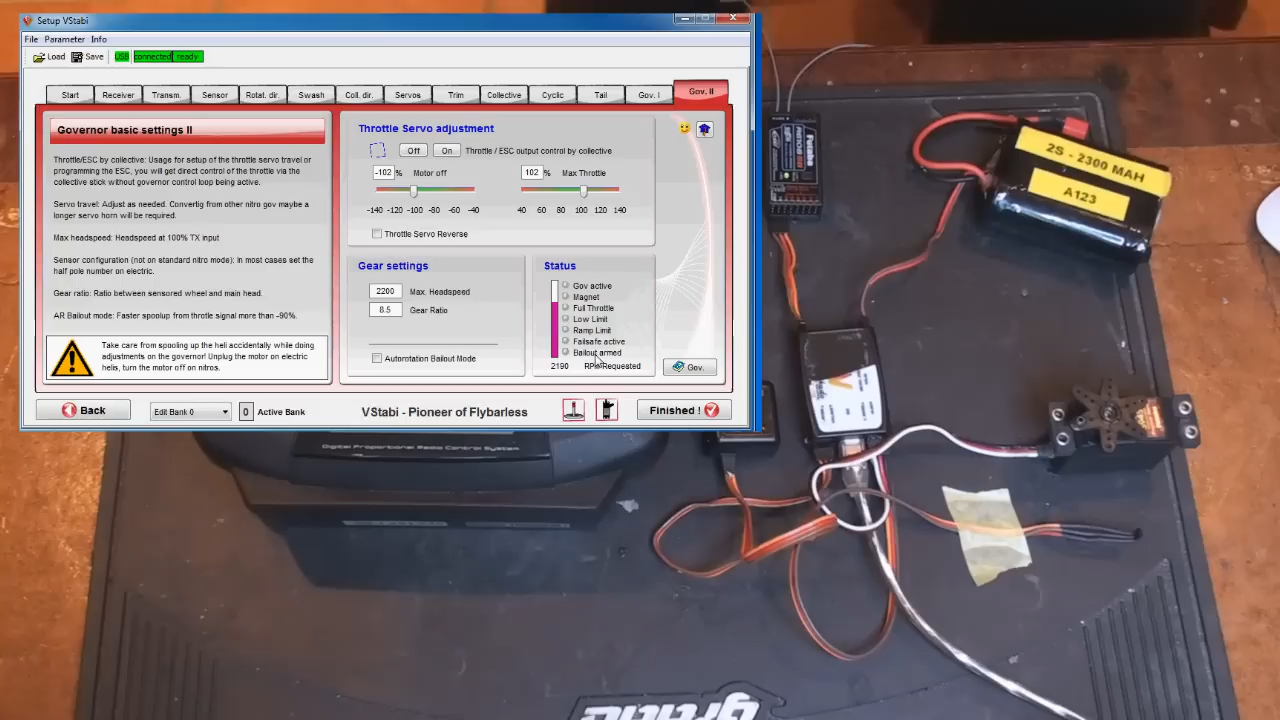 Setup VStabi
File Parameter Info
Load Save USB connected ready
Start Receiver Transm. Sensor Rotat. dir. Swash Coll. dir. Servos Trim Collective Cyclic Tail Gov. I Gov. II
Governor basic settings II
Throttle/ESC by collective: Usage for setup of the throttle servo travel or
programming the ESC, you will get direct control of the throttle via the
collective stick without governor control loop being active.
Servo travel: Adjust as needed. Convertig from other nitro gov maybe a
longer servo horn will be required.
Max headspeed: Headspeed at 100% TX input
Sensor configuration (not on standard nitro mode): in most cases set the
half pole number on electric.
Gear ratio: Ratio between sensored wheel and main head.
AR Bailout mode: Faster spoolup from throtle signal more than -90%.
Take care from spooling up the heli accidently while doing
adjustments on the governor! Unplug the motor on electric
helis, turn the motor off on nitros.
Throttle Servo adjustment
Off On Throttle / ESC output control by collective
-102 % Motor off 102 % Max Throttle
-140 -120 -100 -80 -60 -40 40 60 80 100 120 140
Throttle Servo Reverse
Gear settings
2200 Max. Headspeed
8.5 Gear Ratio
Autorotation Bailout Mode
Status
Gov active
Magnet
Full Throttle
Low Limit
Ramp Limit
Failsafe active
Bailout armed
2190 RPM Requested
Gov.
Back Edit Bank 0 0 Active Bank VStabi - Pioneer of Flybarless Finished !
Digital Proportional Radio Control System
Futaba
2S - 2300 MAH
A123